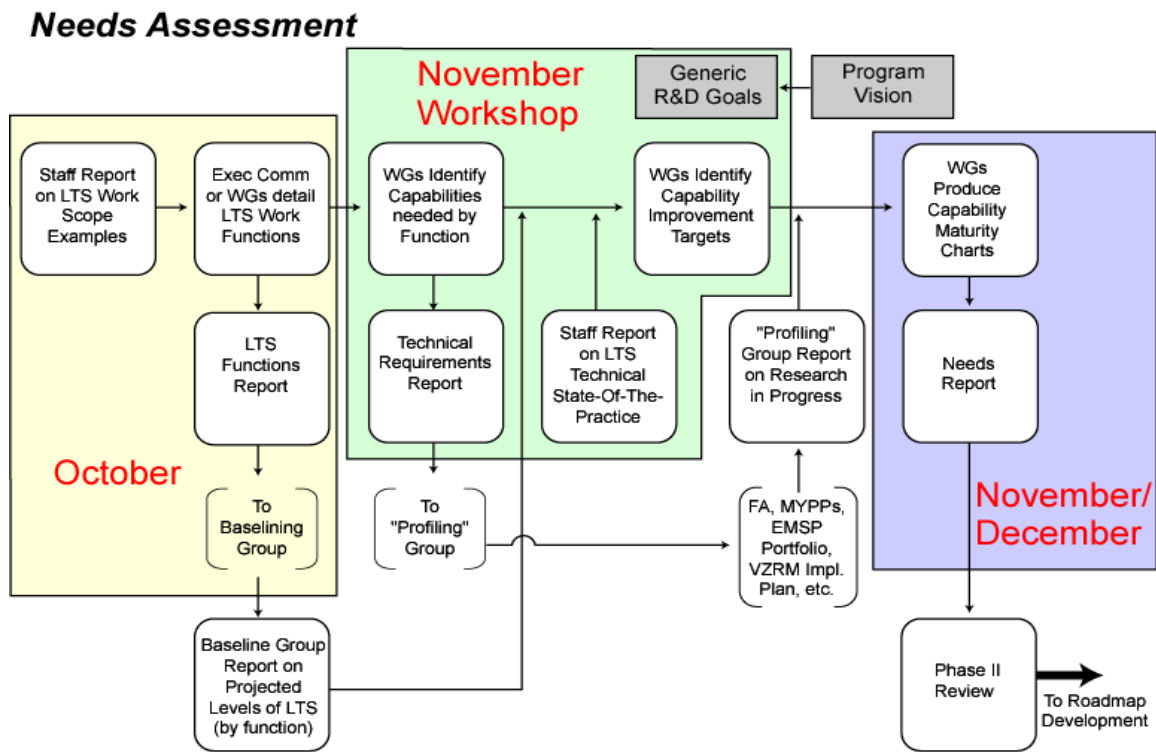 Needs Assessment
November
Workshop
Generic
R&D Goals
Program
Vision
Staff Report
on LTS Work
Scope
Examples
Exec Comm
or WGs detail
LTS Work
Functions
WGs Identify
Capabilities
needed by
Function
WGs Identify
Capability
Improvement
Targets
WGs
Produce
Capability
Maturity
Charts
LTS
Functions
Report
Technical
Requirements
Report
Staff Report
on LTS
Technical
State-Of-The-
Practice
"Profiling"
Group Report
on Research
in Progress
Needs
Report
October
To
Baselining
Group
To
"Profiling"
Group
FA, MYPPs,
EMSP
Portfolio,
VZRM Impl.
Plan, etc.
November/
December
Baseline Group
Report on
Projected
Levels of LTS
(by function)
Phase II
Review
To Roadmap
Development